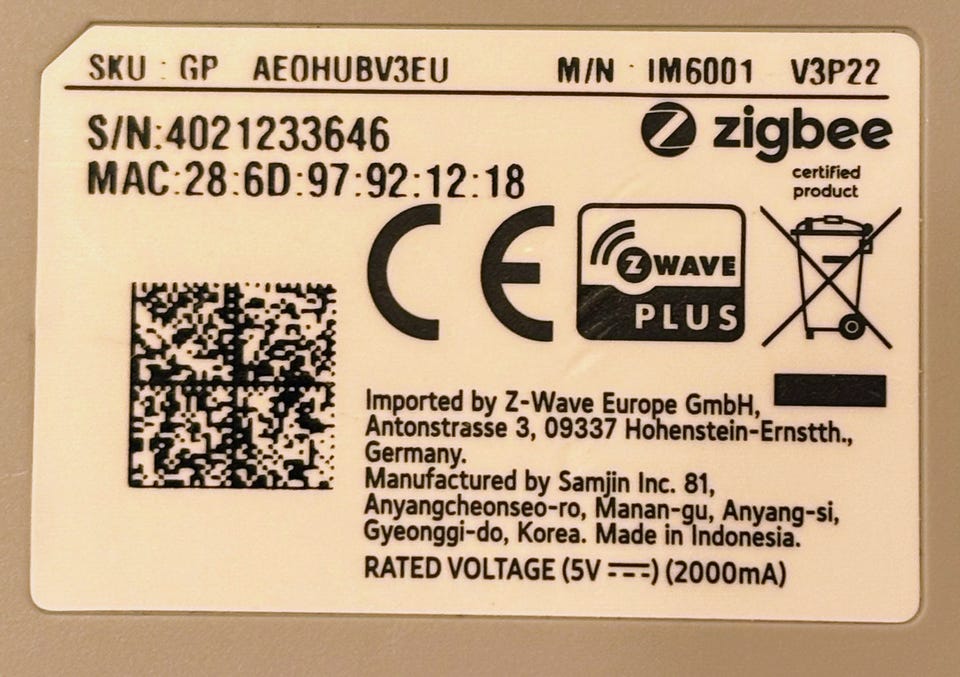 SKU : GP AEOHUBV3EU M/N · IM6001 V3P22
S/N:4021233646
MAC:28:6D:97:92:12:18
zigbee
certified
product
CE
Z WAVE
PLUS
Imported by Z-Wave Europe GmbH,
Antonstrasse 3, 09337 Hohenstein-Ernstth.,
Germany.
Manufactured by Samjin Inc. 81,
Anyangcheonseo-ro, Manan-gu, Anyang-si,
Gyeonggi-do, Korea. Made in Indonesia.
RATED VOLTAGE (5V ⎓) (2000mA)